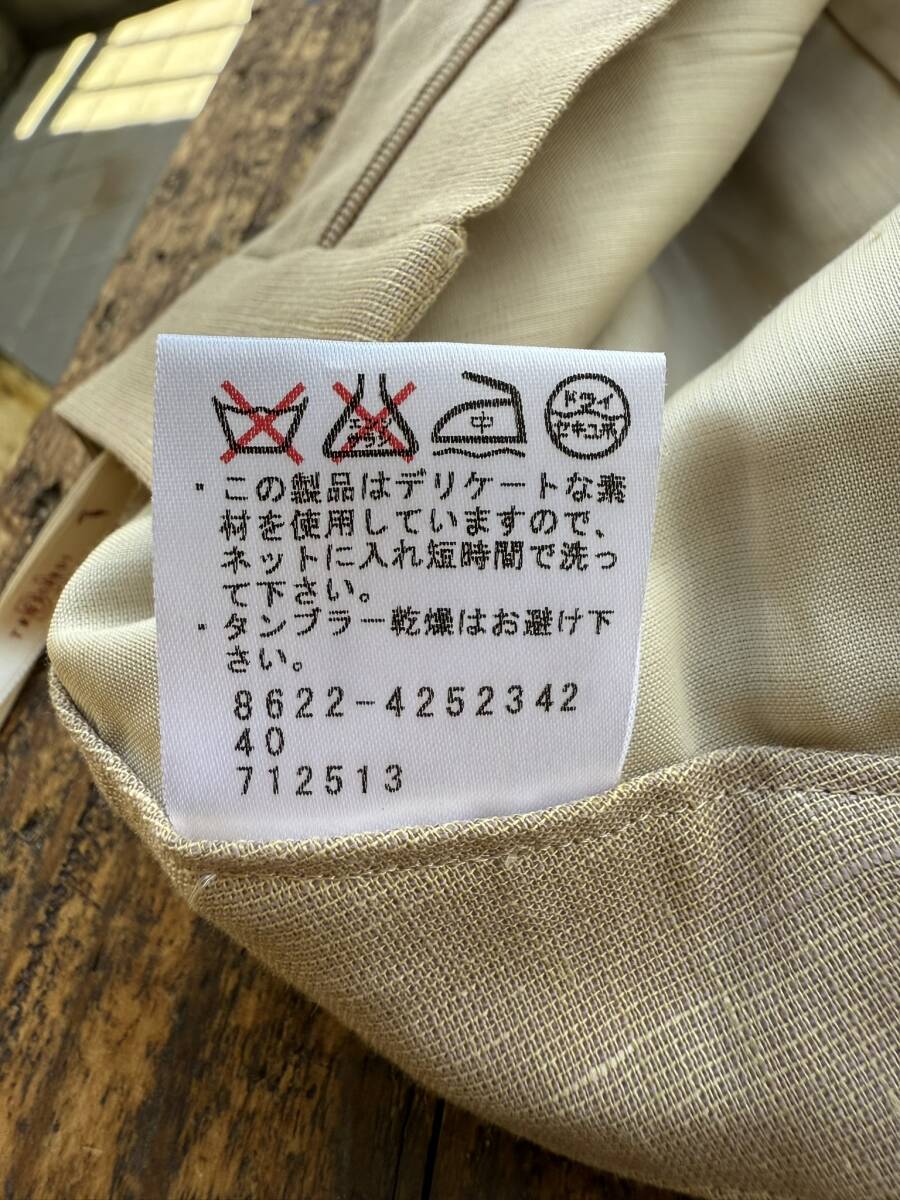 エンソ サラシ 中 ドライ セキユ系
・この製品はデリケートな素
材を使用していますので、
ネットに入れ短時間で洗っ
て下さい。
・タンブラー乾燥はお避け下
さい。
8622-4252342
40
712513